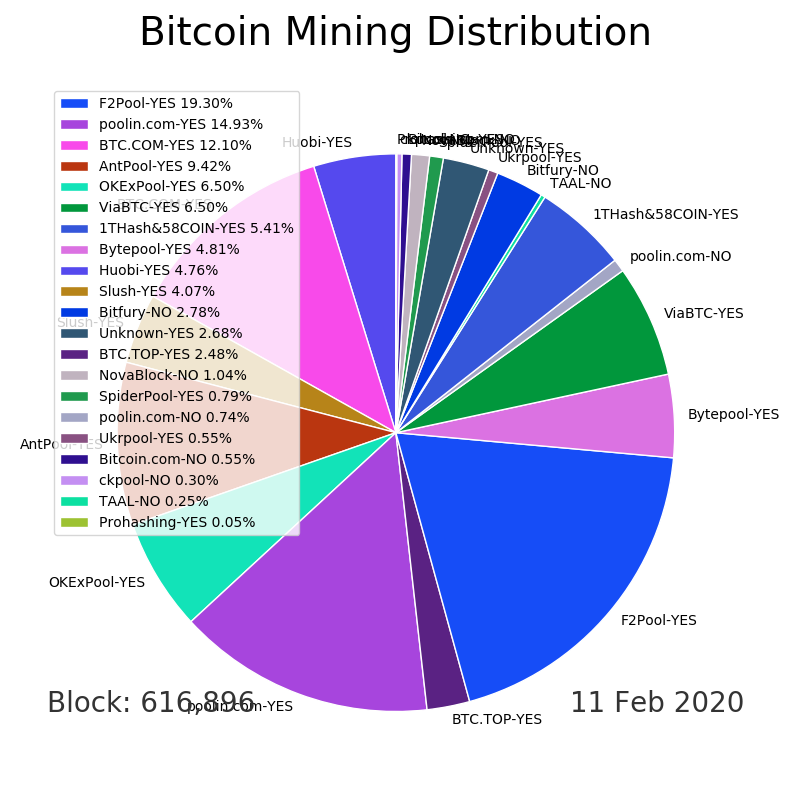 Bitcoin Mining Distribution
F2Pool-YES 19.30%
poolin.com-YES 14.93%
BTC.COM-YES 12.10%
AntPool-YES 9.42%
OKExPool-YES 6.50%
ViaBTC-YES 6.50%
1THash&58COIN-YES 5.41%
Bytepool-YES 4.81%
Huobi-YES 4.76%
Slush-YES 4.07%
Bitfury-NO 2.78%
Unknown-YES 2.68%
BTC.TOP-YES 2.48%
NovaBlock-NO 1.04%
SpiderPool-YES 0.79%
poolin.com-NO 0.74%
Ukrpool-YES 0.55%
Bitcoin.com-NO 0.55%
ckpool-NO 0.30%
TAAL-NO 0.25%
Prohashing-YES 0.05%
Huobi-YES
Unknown-YES
Ukrpool-YES
Bitfury-NO
TAAL-NO
1THash&58COIN-YES
poolin.com-NO
ViaBTC-YES
Bytepool-YES
F2Pool-YES
BTC.TOP-YES
poolin.com-YES
OKExPool-YES
AntPool-YES
Slush-YES
BTC.COM-YES
Block: 616,896
11 Feb 2020